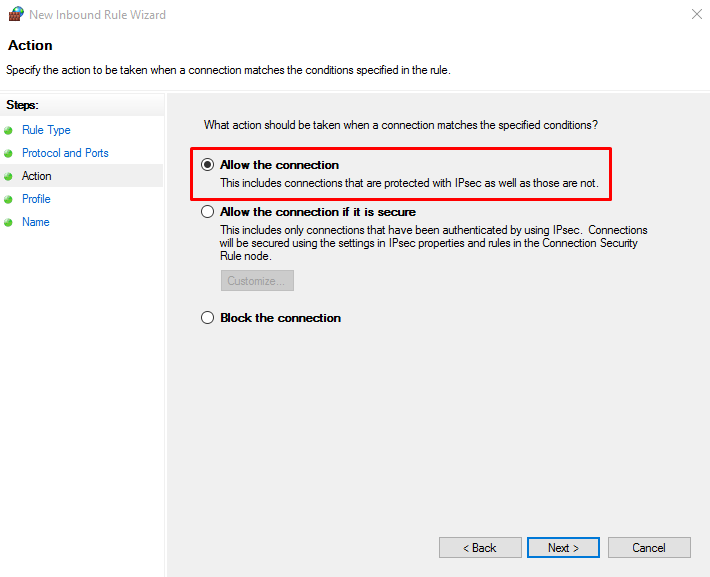 New Inbound Rule Wizard
Action
Specify the action to be taken when a connection matches the conditions specified in the rule.
Steps:
Rule Type
Protocol and Ports
Action
Profile
Name
What action should be taken when a connection matches the specified conditions?
Allow the connection
This includes connections that are protected with IPsec as well as those are not.
Allow the connection if it is secure
This includes only connections that have been authenticated by using IPsec. Connections
will be secured using the settings in IPsec properties and rules in the Connection Security
Rule node.
Customize...
Block the connection
< Back
Next >
Cancel